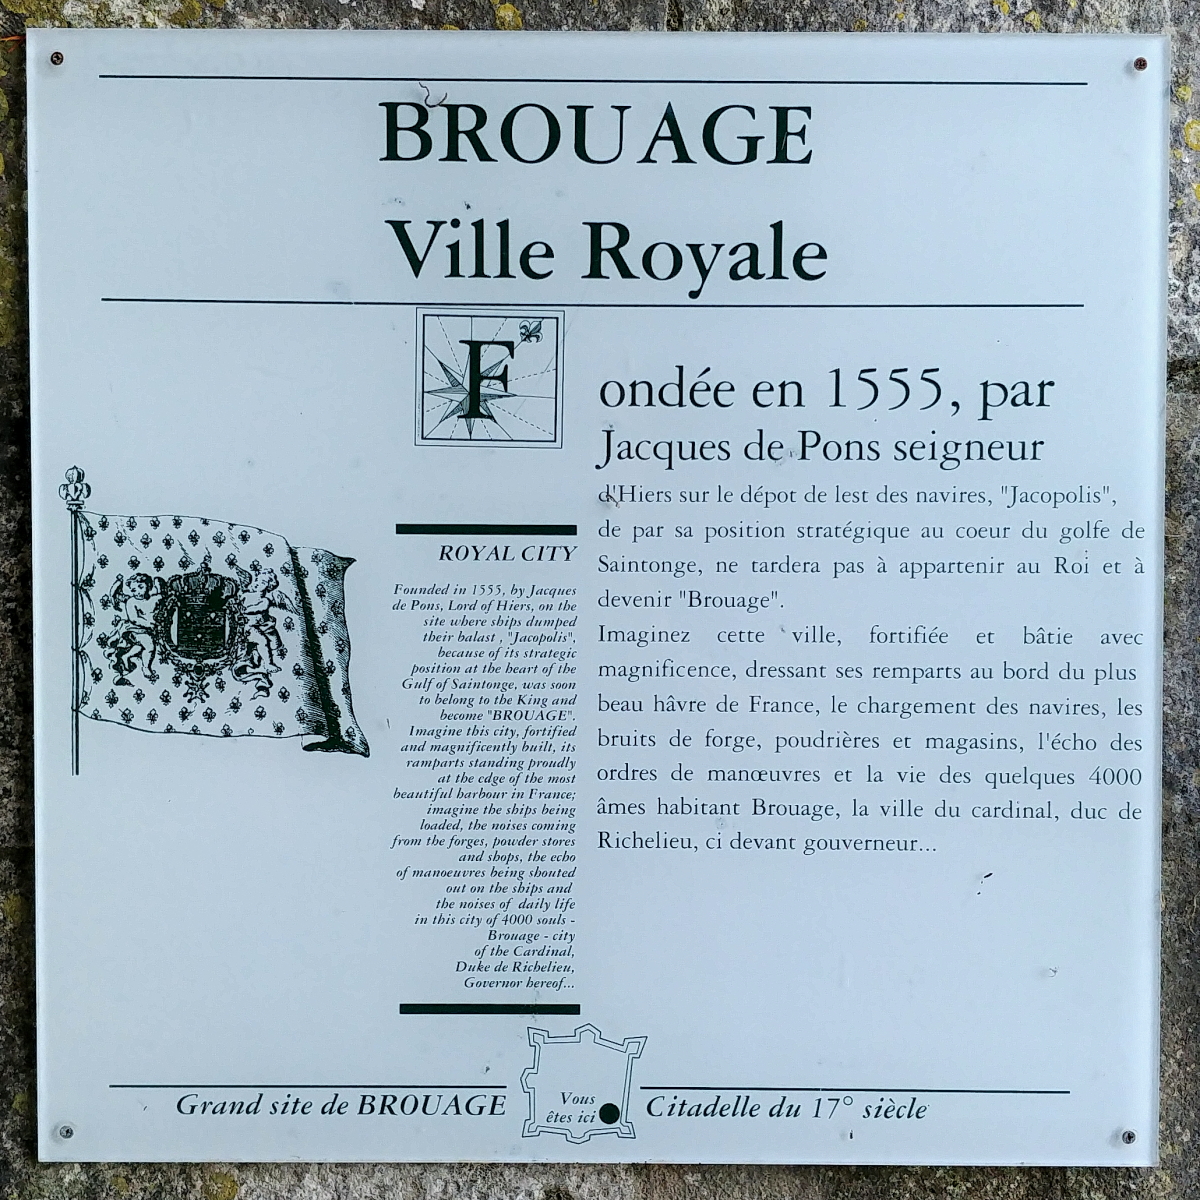 BROUAGE
Ville Royale
Fondée en 1555, par
Jacques de Pons seigneur
d'Hiers sur le dépot de lest des navires, "Jacopolis",
de par sa position stratégique au coeur du golfe de
Saintonge, ne tardera pas à appartenir au Roi et à
devenir "Brouage".
Imaginez cette ville, fortifiée et bâtie avec
magnificence, dressant ses remparts au bord du plus
beau hâvre de France, le chargement des navires, les
bruits de forge, poudrières et magasins, l'écho des
ordres de manœuvres et la vie des quelques 4000
âmes habitant Brouage, la ville du cardinal, duc de
Richelieu, ci devant gouverneur...
ROYAL CITY
Founded in 1555, by Jacques
de Pons, Lord of Hiers, on the
site where ships dumped
their balast , "Jacopolis",
because of its strategic
position at the heart of the
Gulf of Saintonge, was soon
to belong to the King and
become "BROUAGE".
Imagine this city, fortified
and magnificently built, its
ramparts standing proudly
at the edge of the most
beautiful harbour in France;
imagine the ships being
loaded, the noises coming
from the forges, powder stores
and shops, the echo
of manoeuvres being shouted
out on the ships and
the noises of daily life
in this city of 4000 souls -
Brouage - city
of the Cardinal,
Duke de Richelieu,
Governor hereof...
Grand site de BROUAGE
Vous
êtes ici
Citadelle du 17° siècle